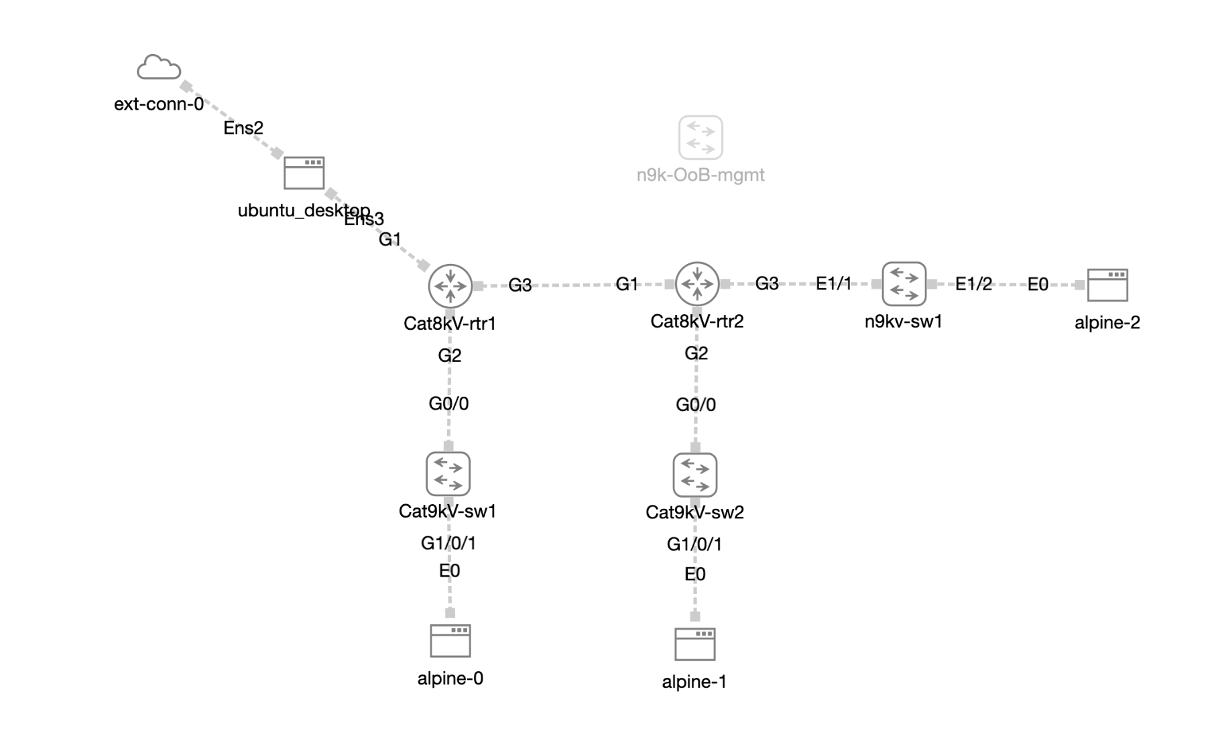 ext-conn-0
Ens2
ubuntu_desktop
Ens3
G1
n9k-OoB-mgmt
G3
G1
G3
E1/1
E1/2
E0
Cat8kV-rtr1
Cat8kV-rtr2
n9kv-sw1
alpine-2
G2
G2
G0/0
G0/0
Cat9kV-sw1
Cat9kV-sw2
G1/0/1
G1/0/1
E0
E0
alpine-0
alpine-1